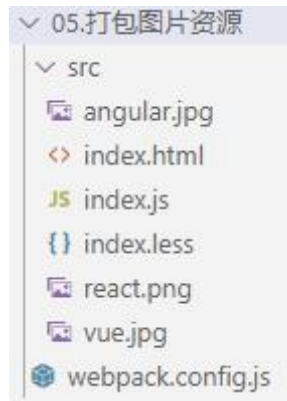 05.打包图片资源
src
angular.jpg
index.html
JS index.js
{} index.less
react.png
vue.jpg
webpack.config.js